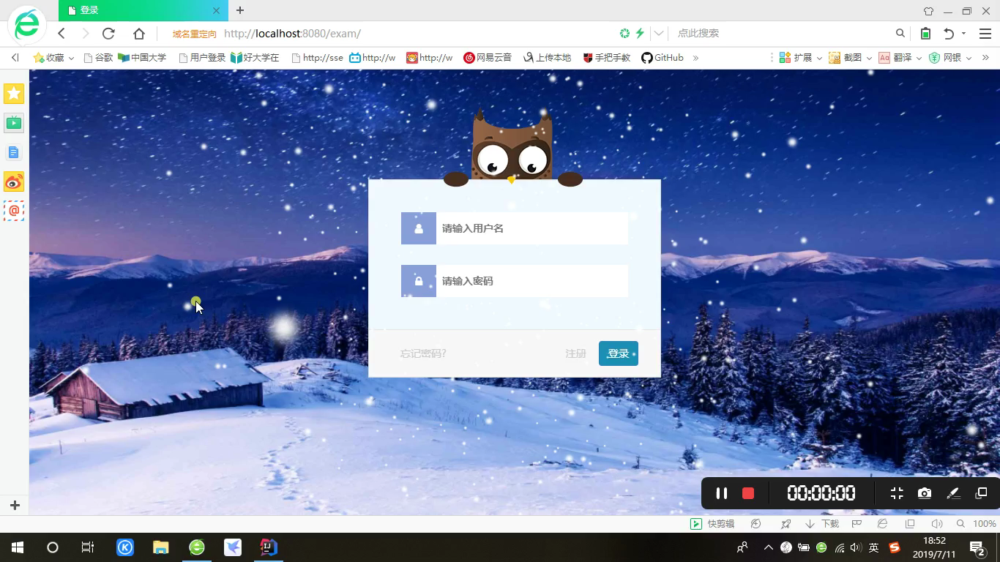 登录
域名重定向 http://localhost:8080/exam/
点此搜索
收藏 谷歌 中国大学 用户登录 好大学在 http://sse http://w http://w 网易云音 上传本地 手把手教 GitHub » 扩展 截图 Aa 翻译 网银 »
请输入用户名
请输入密码
忘记密码? 注册 登录
00:00:00
快剪辑 下载 100%
英 18:52
2019/7/11 2